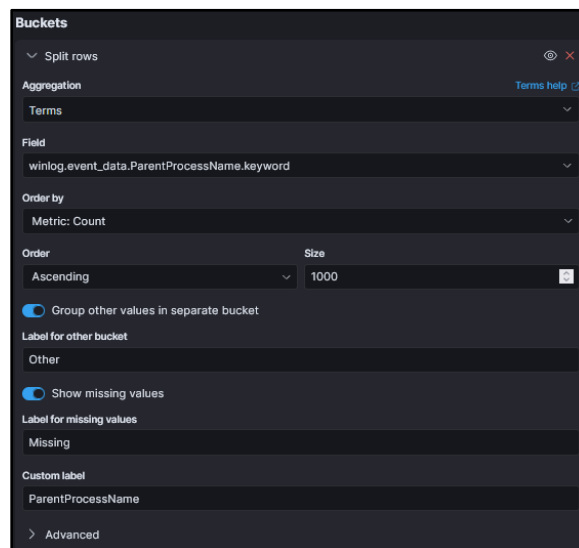 Buckets
Split rows
Aggregation Terms help
Terms
Field
winlog.event_data.ParentProcessName.keyword
Order by
Metric: Count
Order Size
Ascending 1000
Group other values in separate bucket
Label for other bucket
Other
Show missing values
Label for missing values
Missing
Custom label
ParentProcessName
Advanced